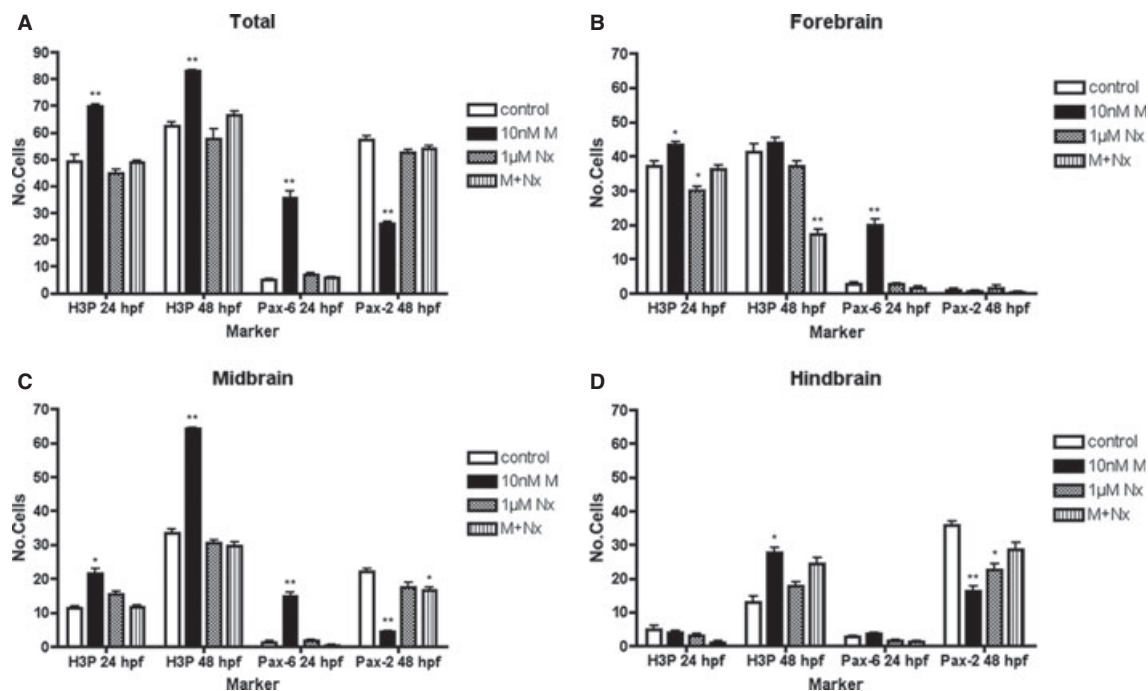 A
Total
90
80
70
60
50
40
30
20
10
0
No.Cells
**
**
**
**
H3P 24 hpf H3P 48 hpf Pax-6 24 hpf Pax-2 48 hpf
Marker
control
10nM M
1µM Nx
M+Nx
B
Forebrain
70
60
50
40
30
20
10
0
No.Cells
*
*
**
**
H3P 24 hpf H3P 48 hpf Pax-6 24 hpf Pax-2 48 hpf
Marker
control
10nM M
1µM Nx
M+Nx
C
Midbrain
70
60
50
40
30
20
10
0
No.Cells
*
**
**
**
*
H3P 24 hpf H3P 48 hpf Pax-6 24 hpf Pax-2 48 hpf
Marker
control
10nM M
1µM Nx
M+Nx
D
Hindbrain
70
60
50
40
30
20
10
0
No.Cells
*
**
*
H3P 24 hpf H3P 48 hpf Pax-6 24 hpf Pax-2 48 hpf
Marker
control
10nM M
1µM Nx
M+Nx